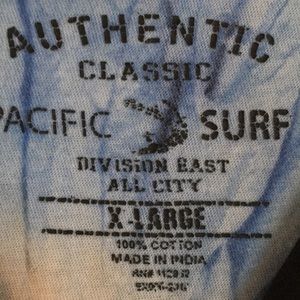 AUTHENTIC
CLASSIC
PACIFIC SURF
DIVISION EAST
ALL CITY
X-LARGE
100% COTTON
MADE IN INDIA